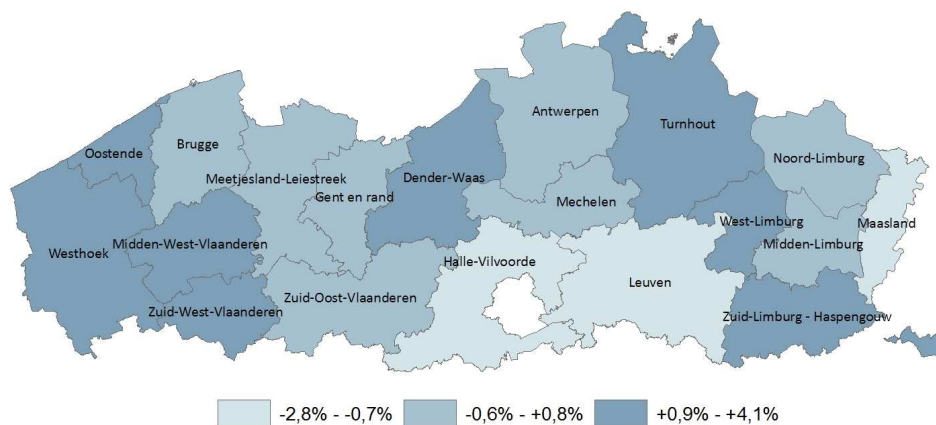 Antwerpen
Turnhout
Brugge
Oostende
Noord-Limburg
Meetjesland-Leiestreek
Dender-Waas
Gent en rand
Mechelen
West-Limburg
Maasland
Midden-West-Vlaanderen
Midden-Limburg
Westhoek
Halle-Vilvoorde
Leuven
Zuid-Oost-Vlaanderen
Zuid-West-Vlaanderen
Zuid-Limburg - Haspengouw
-2,8% - -0,7%
-0,6% - +0,8%
+0,9% - +4,1%